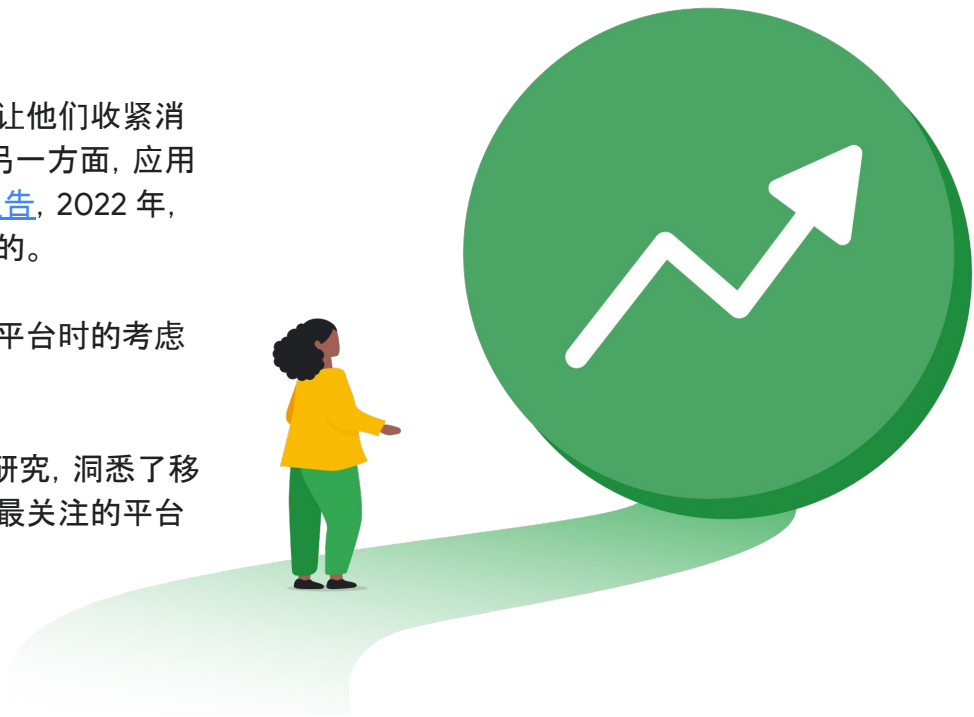 让他们收紧消
另一方面, 应用
告, 2022 年,
的。
平台时的考虑
研究, 洞悉了移
最关注的平台